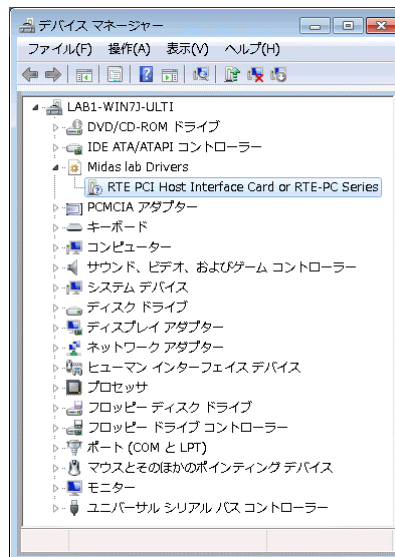 デバイス マネージャー
ファイル(F) 操作(A) 表示(V) ヘルプ(H)
LAB1-WIN7J-ULTI
DVD/CD-ROM ドライブ
IDE ATA/ATAPI コントローラー
Midas lab Drivers
RTE PCI Host Interface Card or RTE-PC Series
PCMCIA アダプター
キーボード
コンピューター
サウンド、ビデオ、およびゲーム コントローラー
システム デバイス
ディスク ドライブ
ディスプレイ アダプター
ネットワーク アダプター
ヒューマン インターフェイス デバイス
プロセッサ
フロッピー ディスク ドライブ
フロッピー ドライブ コントローラー
ポート (COM と LPT)
マウスとそのほかのポインティング デバイス
モニター
ユニバーサル シリアル バス コントローラー